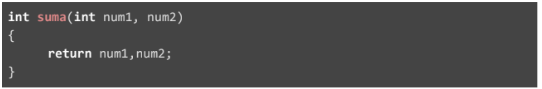 int suma(int num1, num2)
{
      return num1,num2;
}